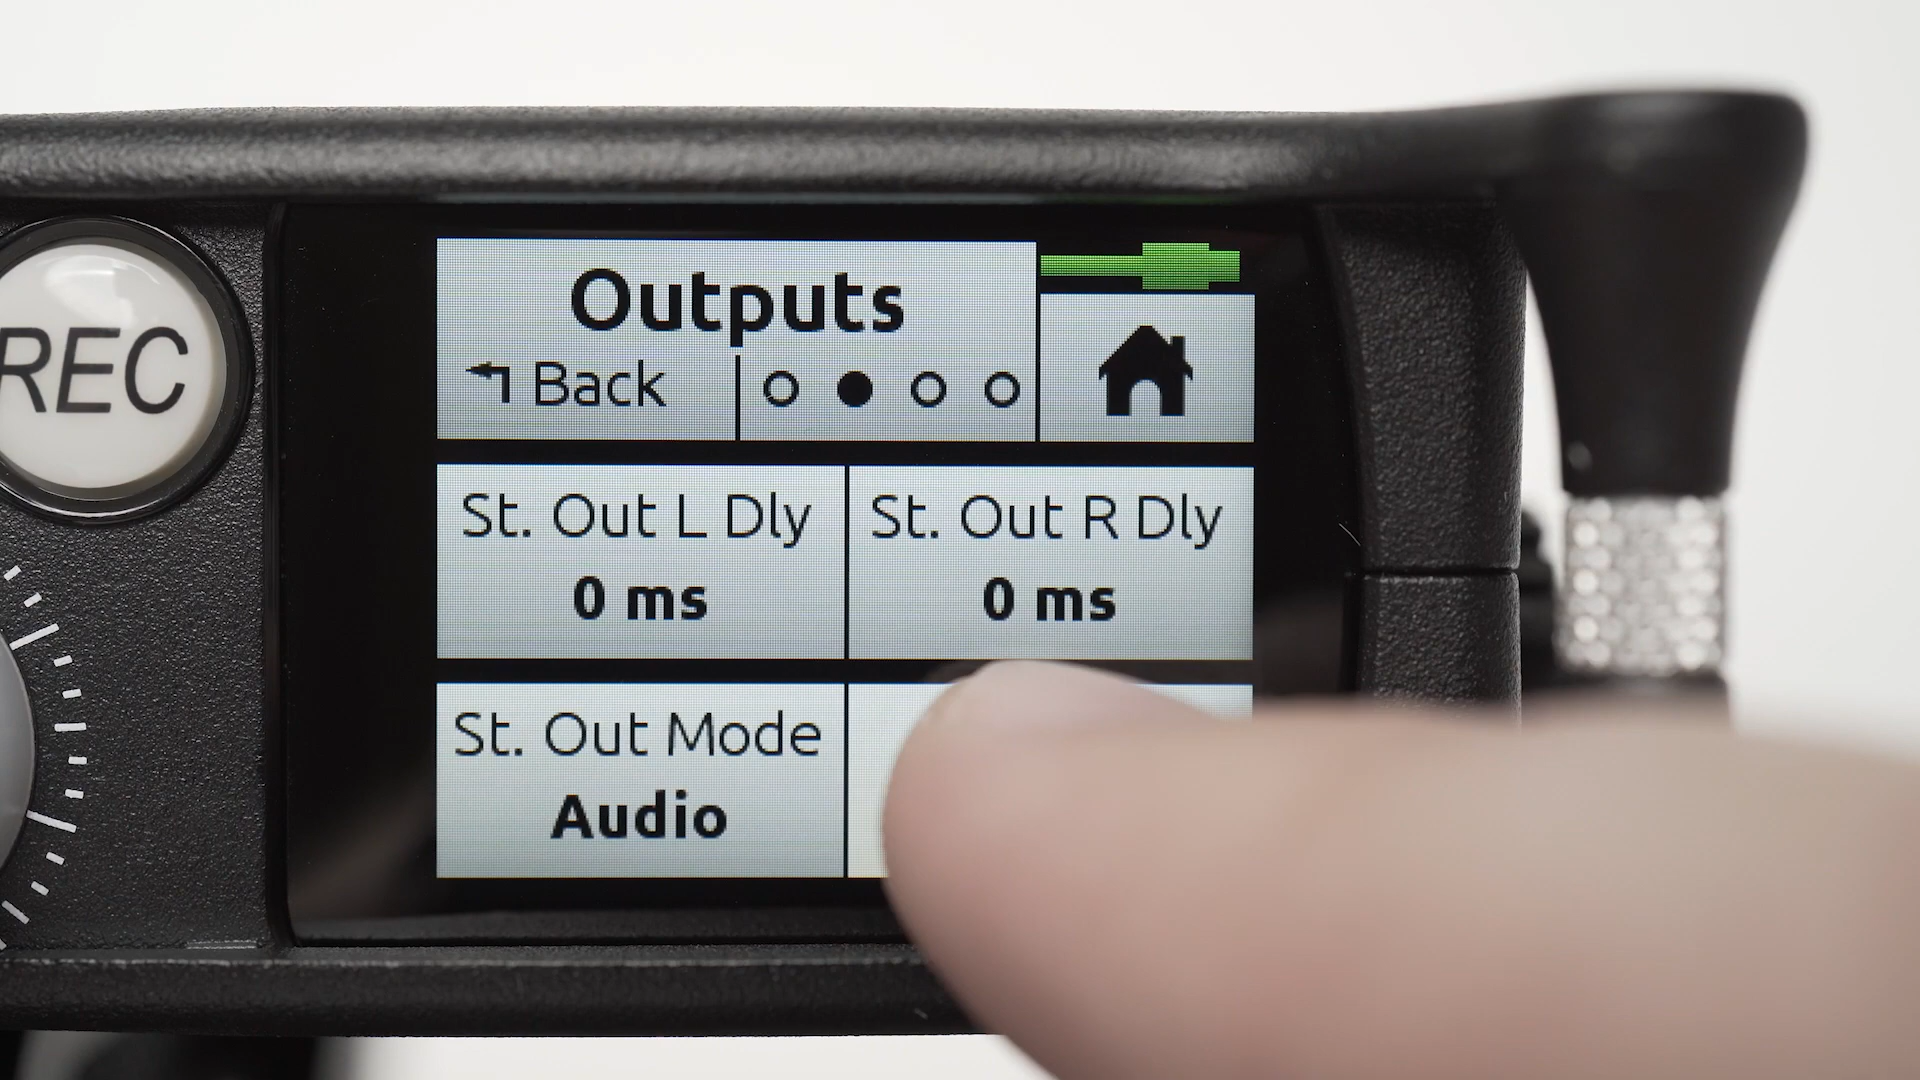 REC
Outputs
Back
St. Out L Dly
0 ms
St. Out R Dly
0 ms
St. Out Mode
Audio